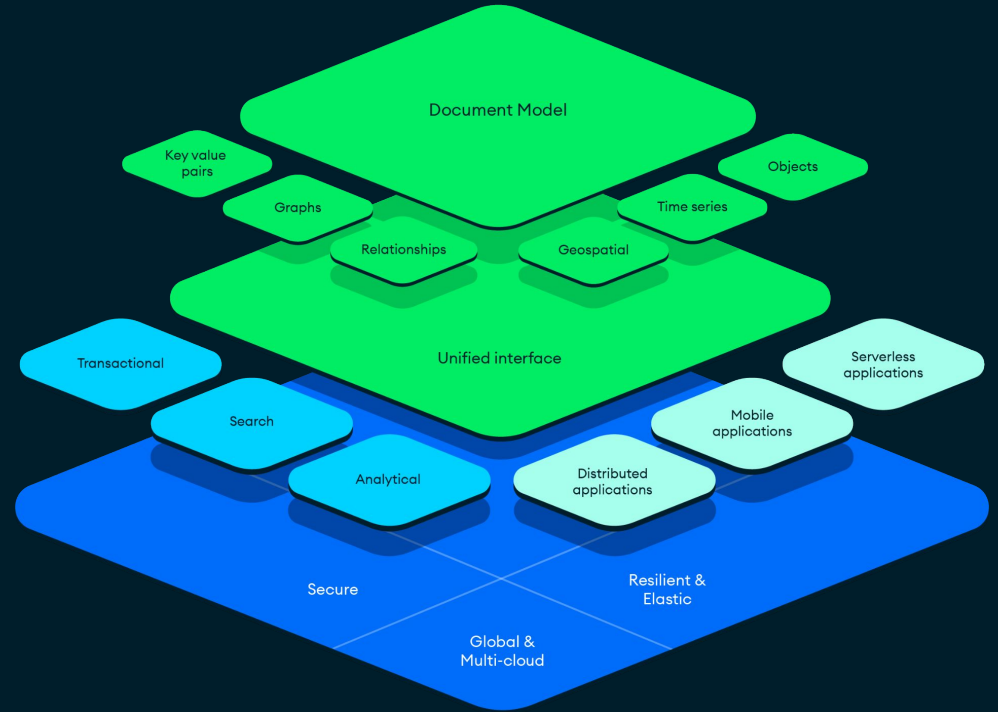 Document Model
Key value
pairs
Objects
Graphs
Time series
Relationships
Geospatial
Unified interface
Transactional
Serverless
applications
Search
Mobile
applications
Analytical
Distributed
applications
Secure
Resilient &
Elastic
Global &
Multi-cloud